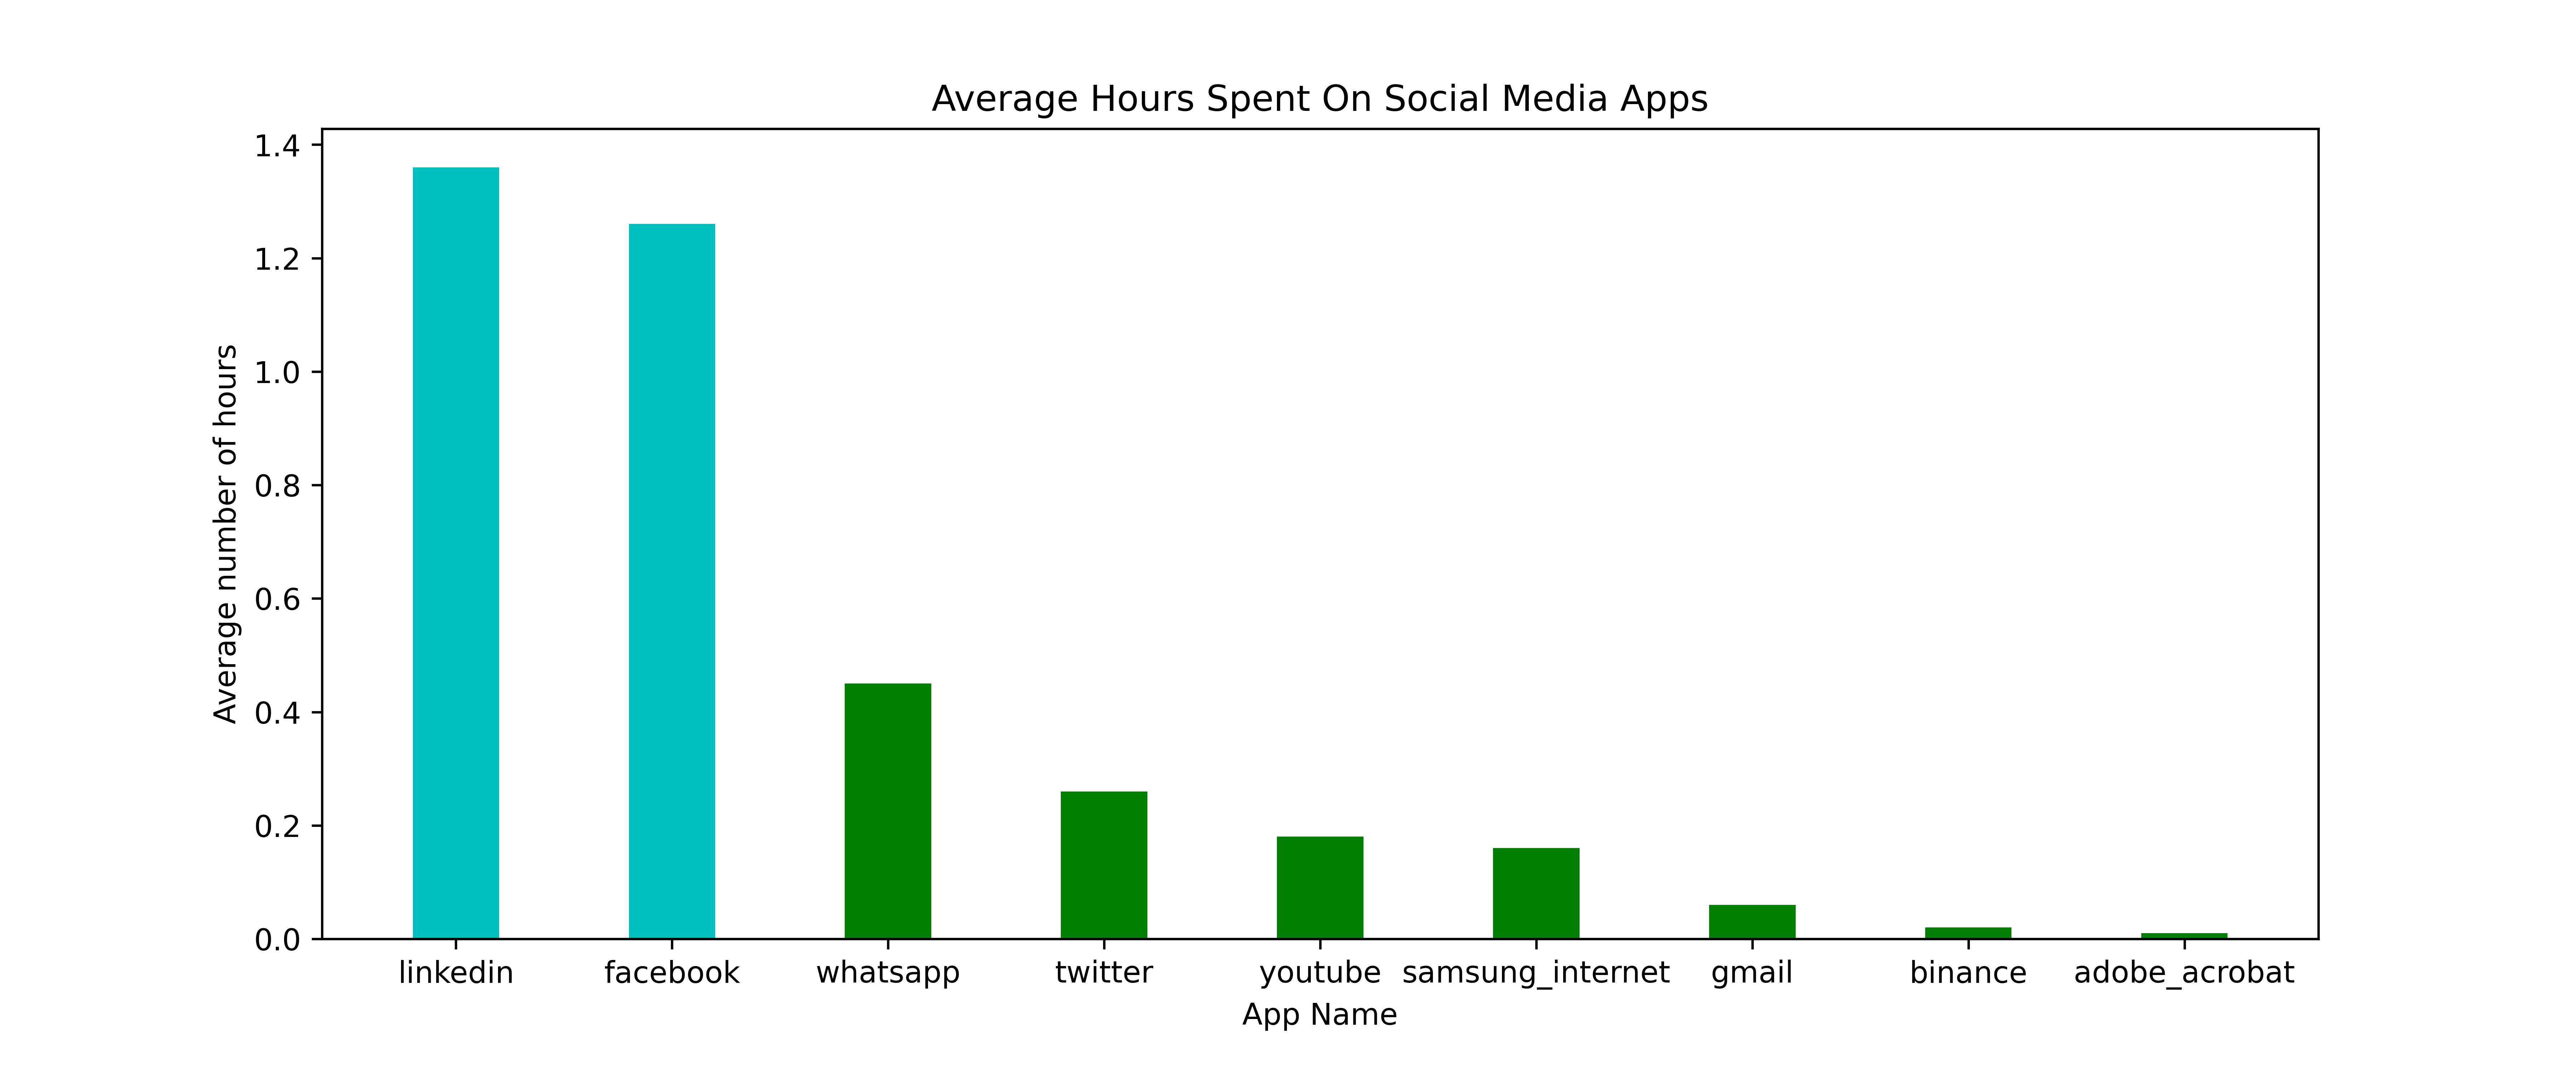 Average Hours Spent On Social Media Apps
Average number of hours
1.4
1.2
1.0
0.8
0.6
0.4
0.2
0.0
linkedin facebook whatsapp twitter youtube samsung_internet gmail binance adobe_acrobat
App Name